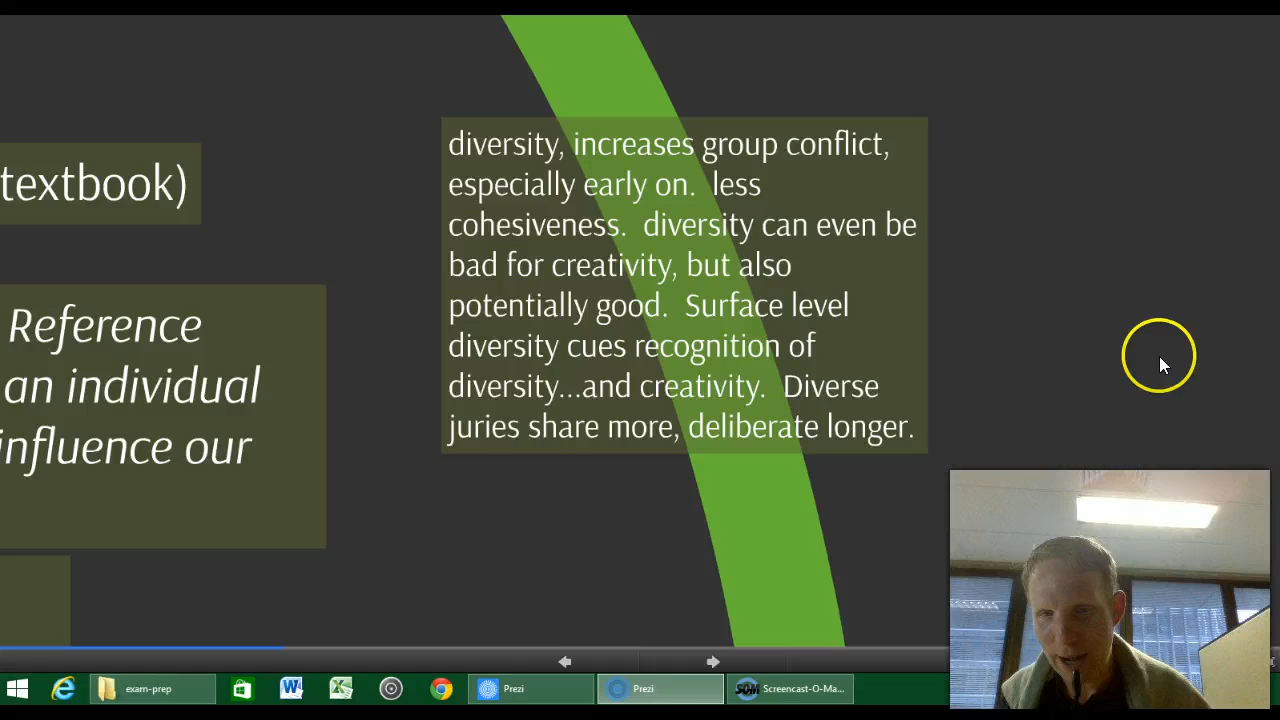 textbook)
Reference
an individual
influence our
diversity, increases group conflict,
especially early on.  less
cohesiveness.  diversity can even be
bad for creativity, but also
potentially good.  Surface level
diversity cues recognition of
diversity...and creativity.  Diverse
juries share more, deliberate longer.
exam-prep
Prezi
Prezi
SOM
Screencast-O-Ma...